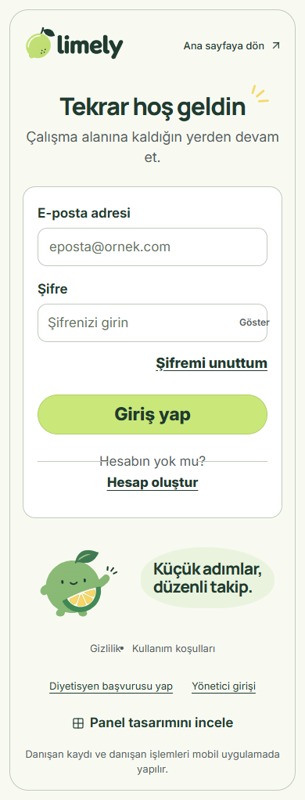 limely
Ana sayfaya dön
Tekrar hoş geldin
Çalışma alanına kaldığın yerden devam
et.
E-posta adresi
eposta@ornek.com
Şifre
Şifrenizi girin
Göster
Şifremi unuttum
Giriş yap
Hesabın yok mu?
Hesap oluştur
Küçük adımlar,
düzenli takip.
Gizlilik• Kullanım koşulları
Diyetisyen başvurusu yap
Yönetici girişi
Panel tasarımını incele
Danışan kaydı ve danışan işlemleri mobil uygulamada
yapılır.